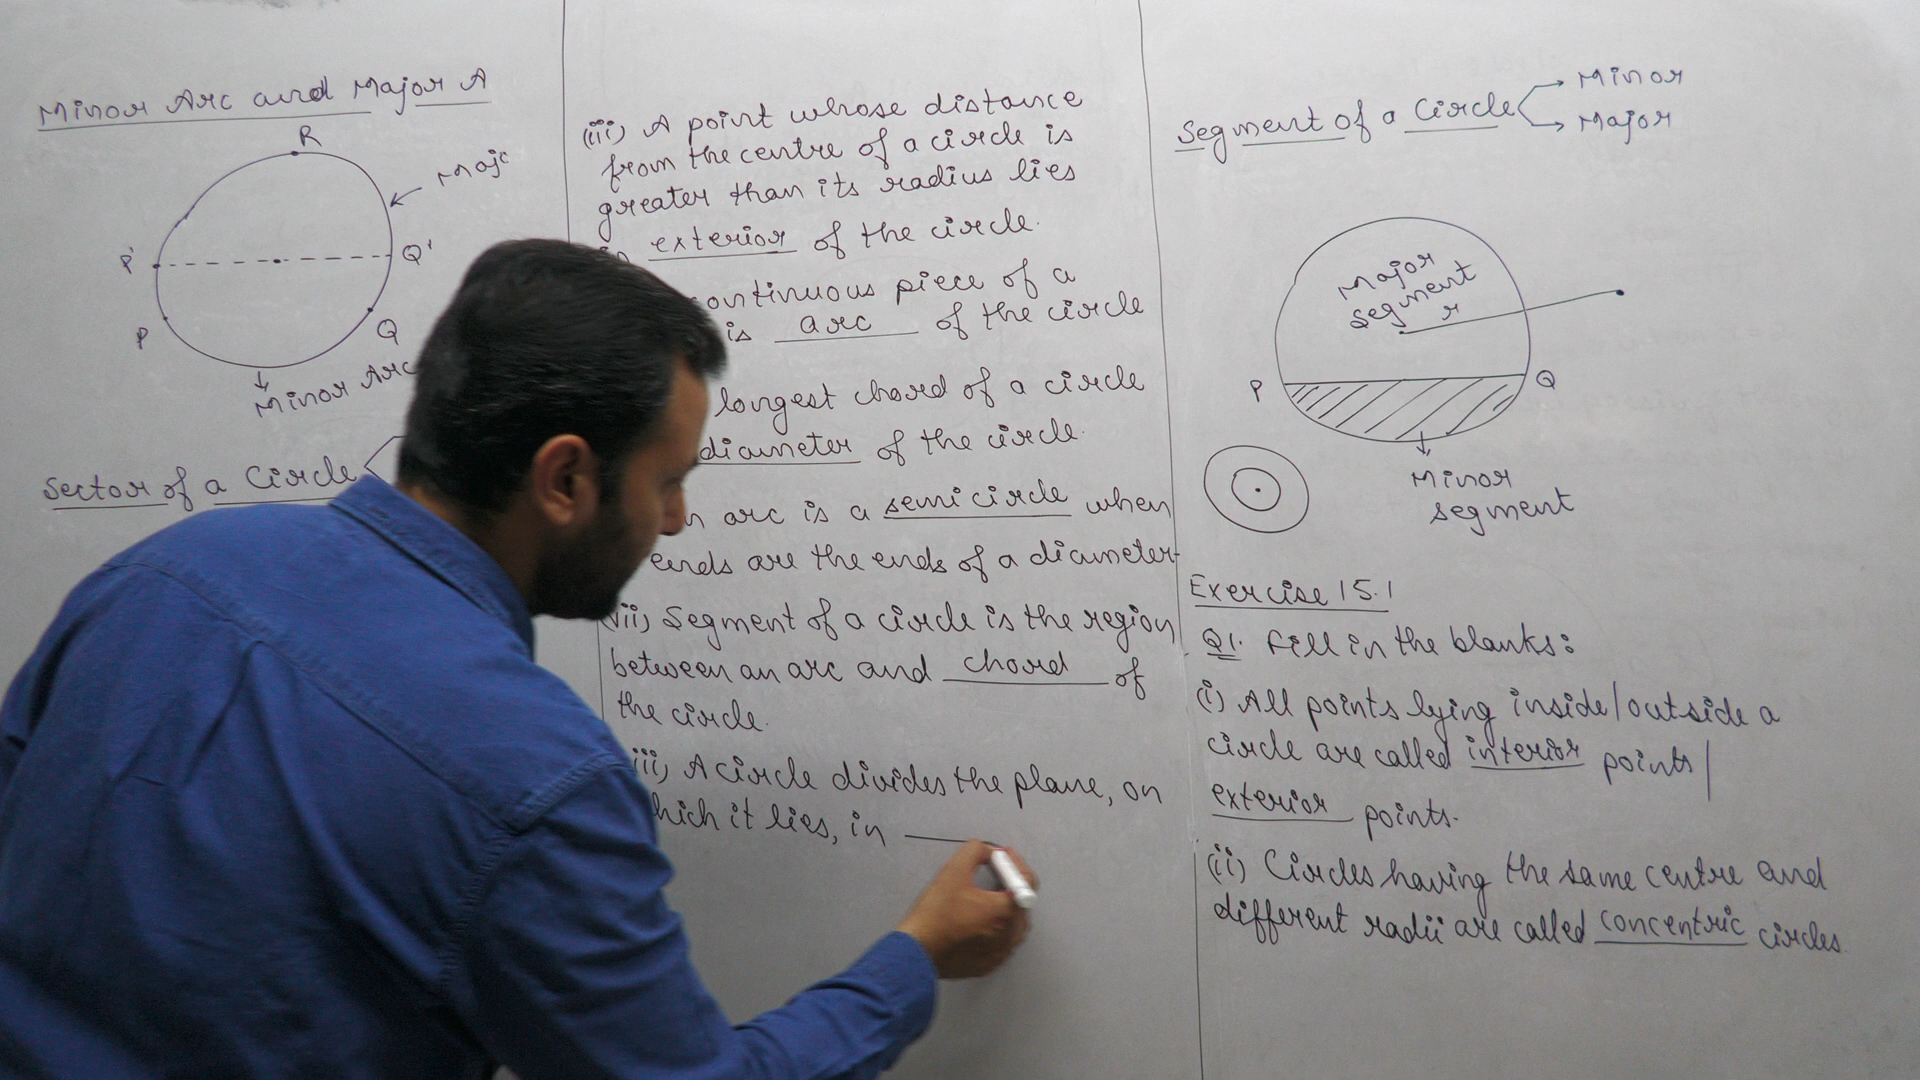 Minor Arc and Major A
R
Majo
P'
Q'
P
Q
Minor Arc
Sector of a Circle
(iii) A point whose distance
from the centre of a circle is
greater than its radius lies
in exterior of the circle.
continuous piece of a
is arc of the circle
longest chord of a circle
diameter of the circle.
arc is a semicircle when
ends are the ends of a diameter
(vii) Segment of a circle is the region
between an arc and chord of
the circle.
iii) A circle divides the plane, on
which it lies, in
Segment of a Circle
Minor
Major
Major
segment
r
P
Q
Minor
segment
Exercise 15.1
Q1. Fill in the blanks:
(i) All points lying inside/outside a
circle are called interior points/
exterior points.
(ii) Circles having the same centre and
different radii are called concentric circles.